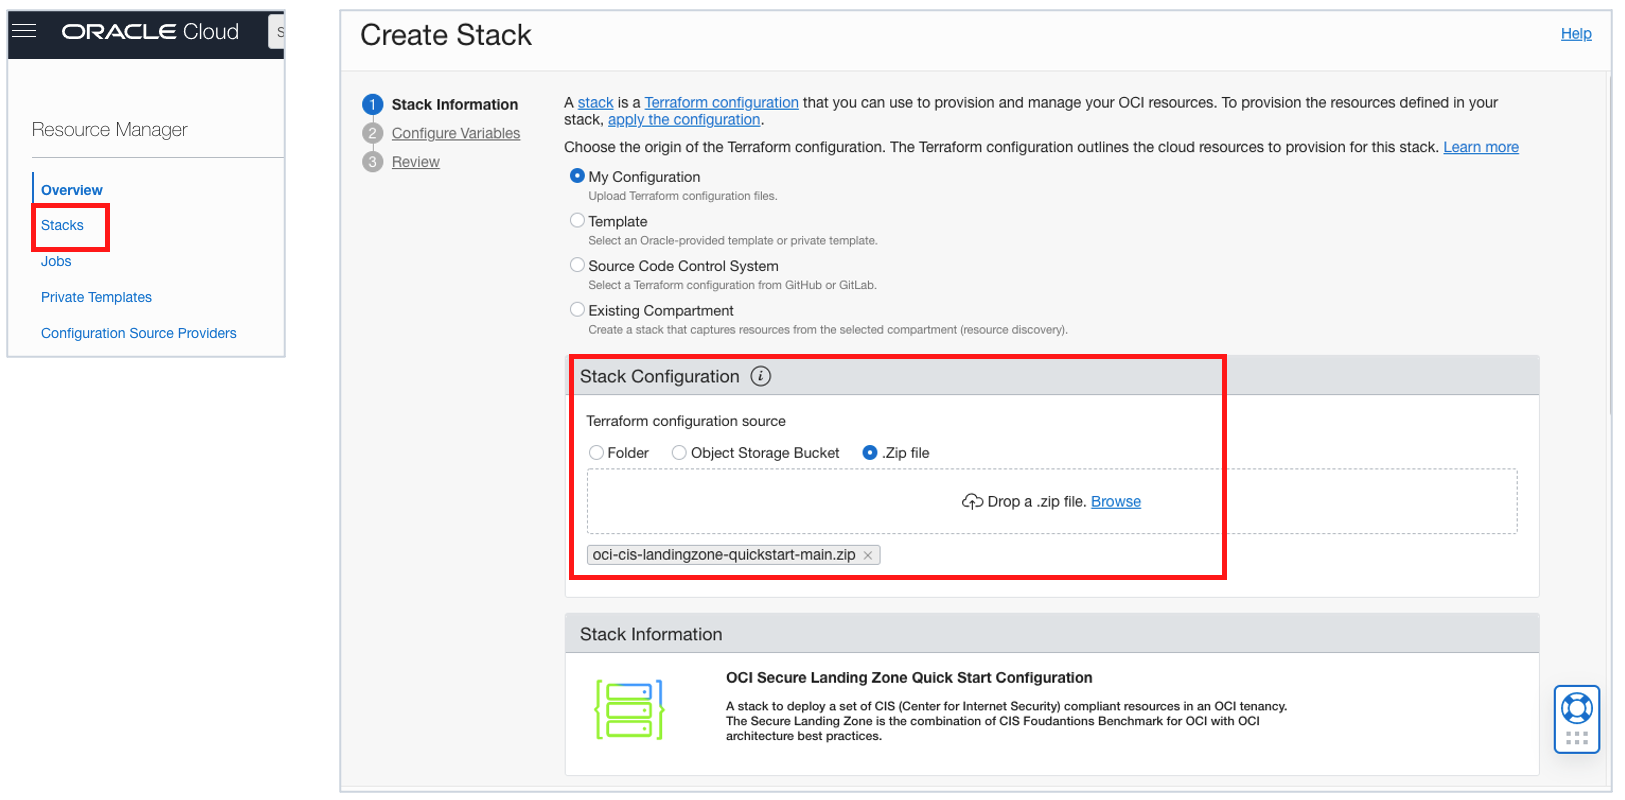 ORACLE Cloud
S
Resource Manager
Overview
Stacks
Jobs
Private Templates
Configuration Source Providers
Create Stack
Help
1 Stack Information
2 Configure Variables
3 Review
A stack is a Terraform configuration that you can use to provision and manage your OCI resources. To provision the resources defined in your
stack, apply the configuration.
Choose the origin of the Terraform configuration. The Terraform configuration outlines the cloud resources to provision for this stack. Learn more
My Configuration
Upload Terraform configuration files.
Template
Select an Oracle-provided template or private template.
Source Code Control System
Select a Terraform configuration from GitHub or GitLab.
Existing Compartment
Create a stack that captures resources from the selected compartment (resource discovery).
Stack Configuration i
Terraform configuration source
Folder Object Storage Bucket .Zip file
Drop a .zip file. Browse
oci-cis-landingzone-quickstart-main.zip ×
Stack Information
OCI Secure Landing Zone Quick Start Configuration
A stack to deploy a set of CIS (Center for Internet Security) compliant resources in an OCI tenancy.
The Secure Landing Zone is the combination of CIS Foudantions Benchmark for OCI with OCI
architecture best practices.